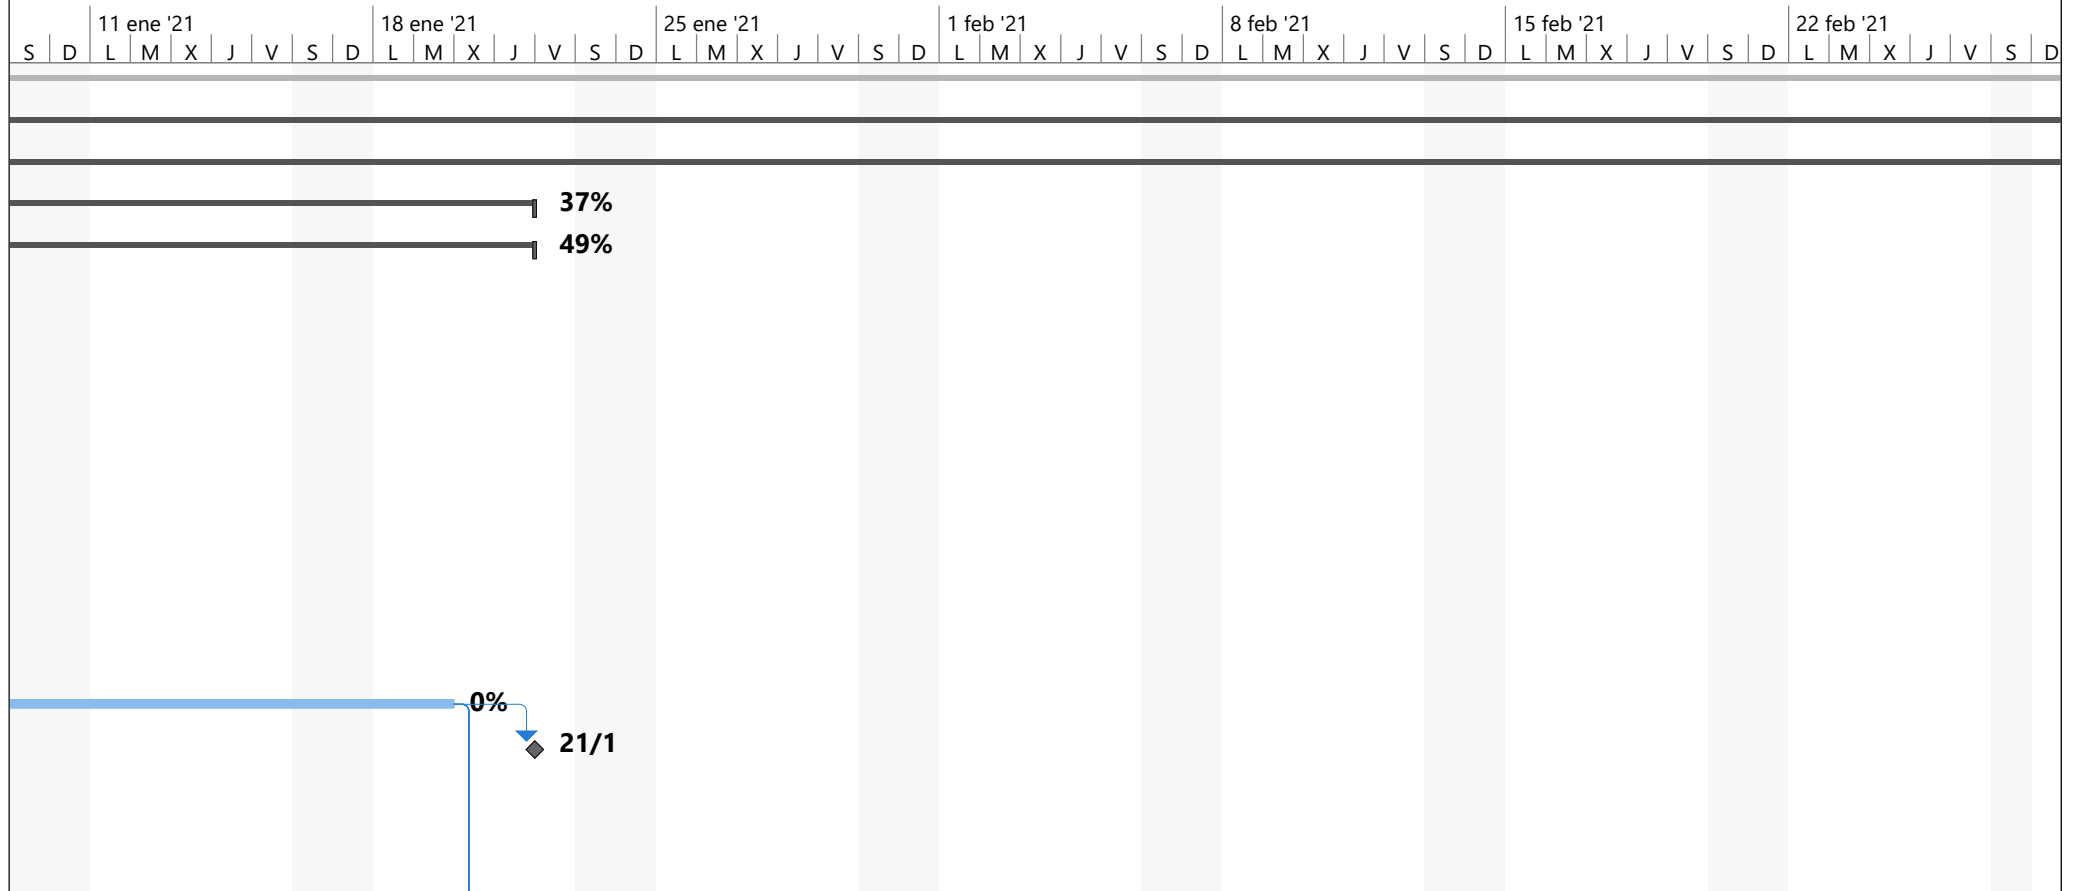 11 ene '21 18 ene '21 25 ene '21 1 feb '21 8 feb '21 15 feb '21 22 feb '21
S D L M X J V S D L M X J V S D L M X J V S D L M X J V S D L M X J V S D L M X J V S D L M X J V S D
37%
49%
0%
21/1